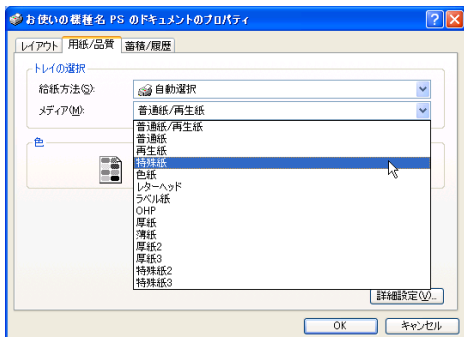 お使いの機種名 PS のドキュメントのプロパティ
レイアウト 用紙/品質 蓄積/履歴
トレイの選択
給紙方法(S): 自動選択
メディア(M): 普通紙/再生紙
普通紙/再生紙
普通紙
再生紙
色 特殊紙
色紙
レターヘッド
ラベル紙
OHP
厚紙
薄紙
厚紙2
厚紙3
特殊紙2
特殊紙3
詳細設定(V)...
OK キャンセル